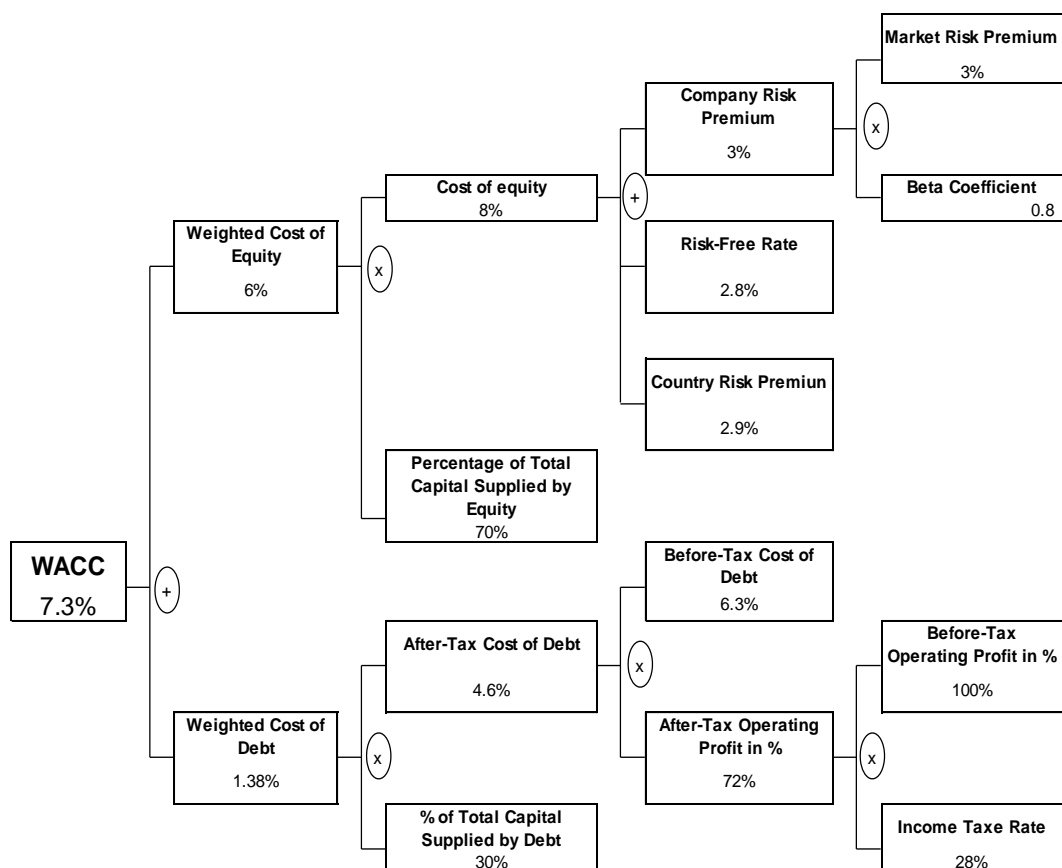 Market Risk Premium
3%
x
Beta Coefficient
0.8
Company Risk
Premium
3%
Cost of equity
8%
+
Risk-Free Rate
2.8%
Country Risk Premiun
2.9%
Weighted Cost of
Equity
6%
x
Percentage of Total
Capital Supplied by
Equity
70%
WACC
7.3%
+
Before-Tax Cost of
Debt
6.3%
After-Tax Cost of Debt
4.6%
x
After-Tax Operating
Profit in %
72%
Before-Tax
Operating Profit in %
100%
x
Income Taxe Rate
28%
Weighted Cost of
Debt
1.38%
x
% of Total Capital
Supplied by Debt
30%